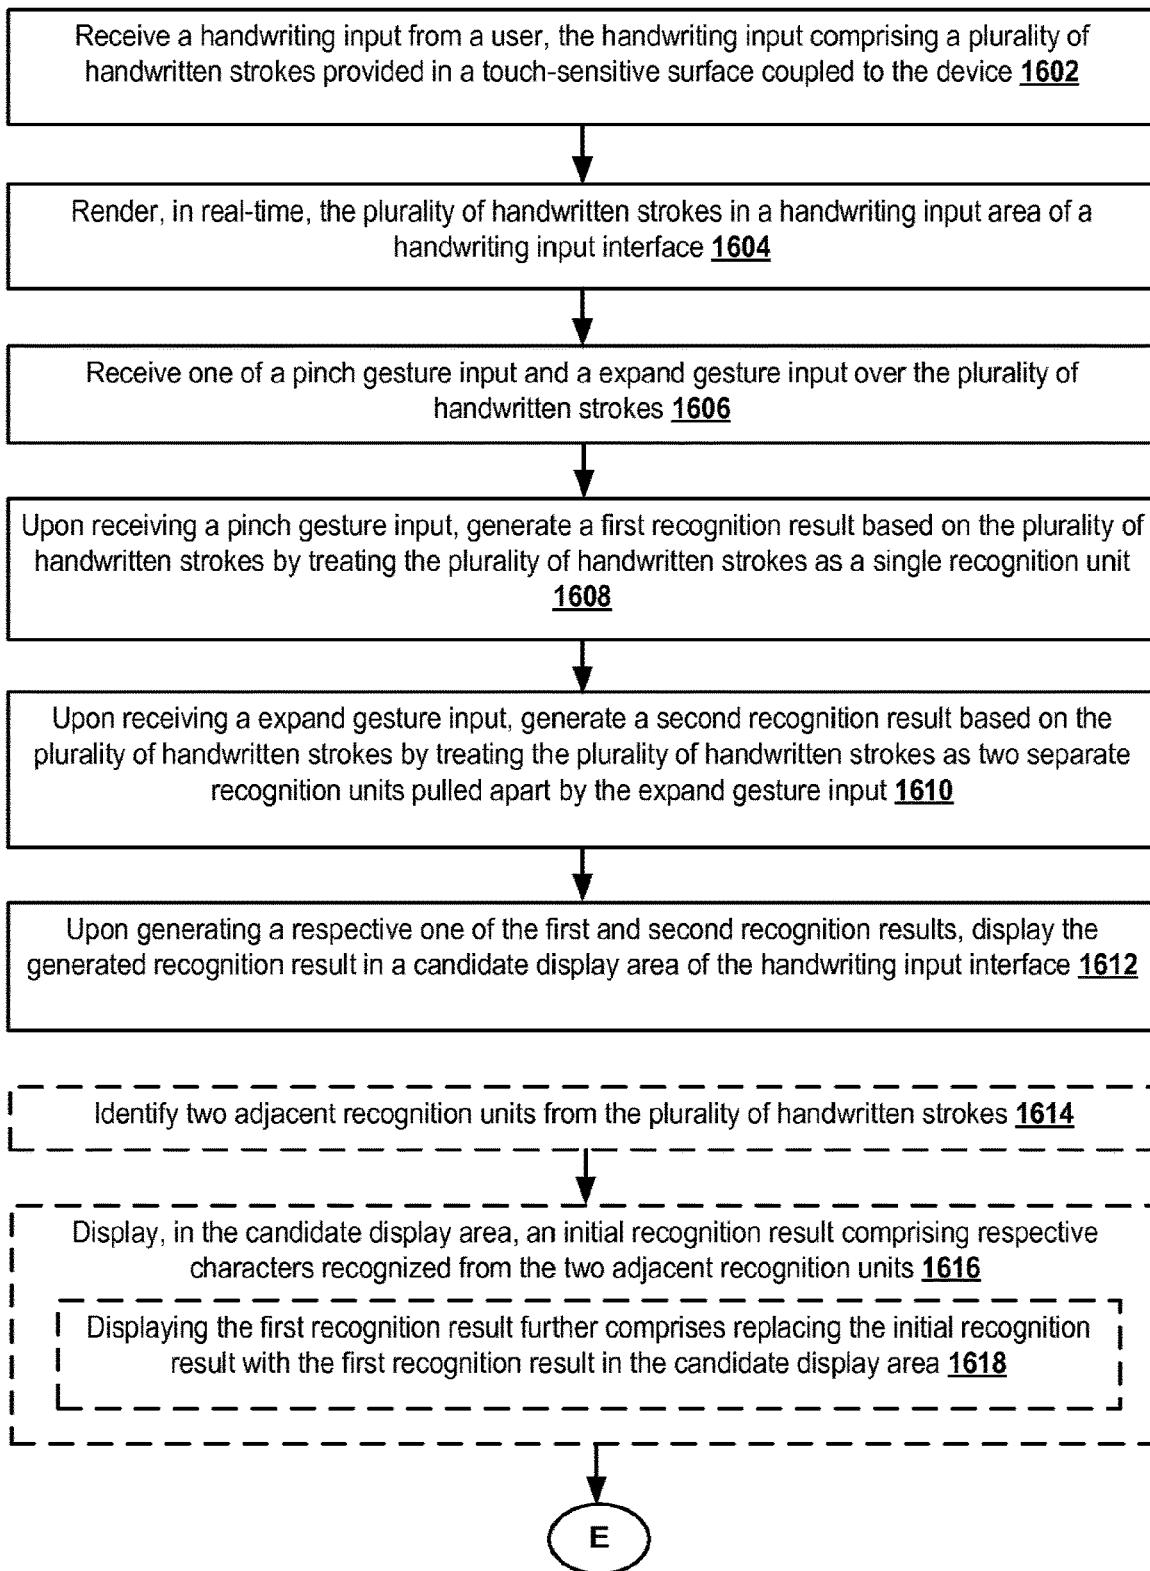 Receive a handwriting input from a user, the handwriting input comprising a plurality of
handwritten strokes provided in a touch-sensitive surface coupled to the device 1602
Render, in real-time, the plurality of handwritten strokes in a handwriting input area of a
handwriting input interface 1604
Receive one of a pinch gesture input and a expand gesture input over the plurality of
handwritten strokes 1606
Upon receiving a pinch gesture input, generate a first recognition result based on the plurality of
handwritten strokes by treating the plurality of handwritten strokes as a single recognition unit
1608
Upon receiving a expand gesture input, generate a second recognition result based on the
plurality of handwritten strokes by treating the plurality of handwritten strokes as two separate
recognition units pulled apart by the expand gesture input 1610
Upon generating a respective one of the first and second recognition results, display the
generated recognition result in a candidate display area of the handwriting input interface 1612
Identify two adjacent recognition units from the plurality of handwritten strokes 1614
Display, in the candidate display area, an initial recognition result comprising respective
characters recognized from the two adjacent recognition units 1616
Displaying the first recognition result further comprises replacing the initial recognition
result with the first recognition result in the candidate display area 1618
E